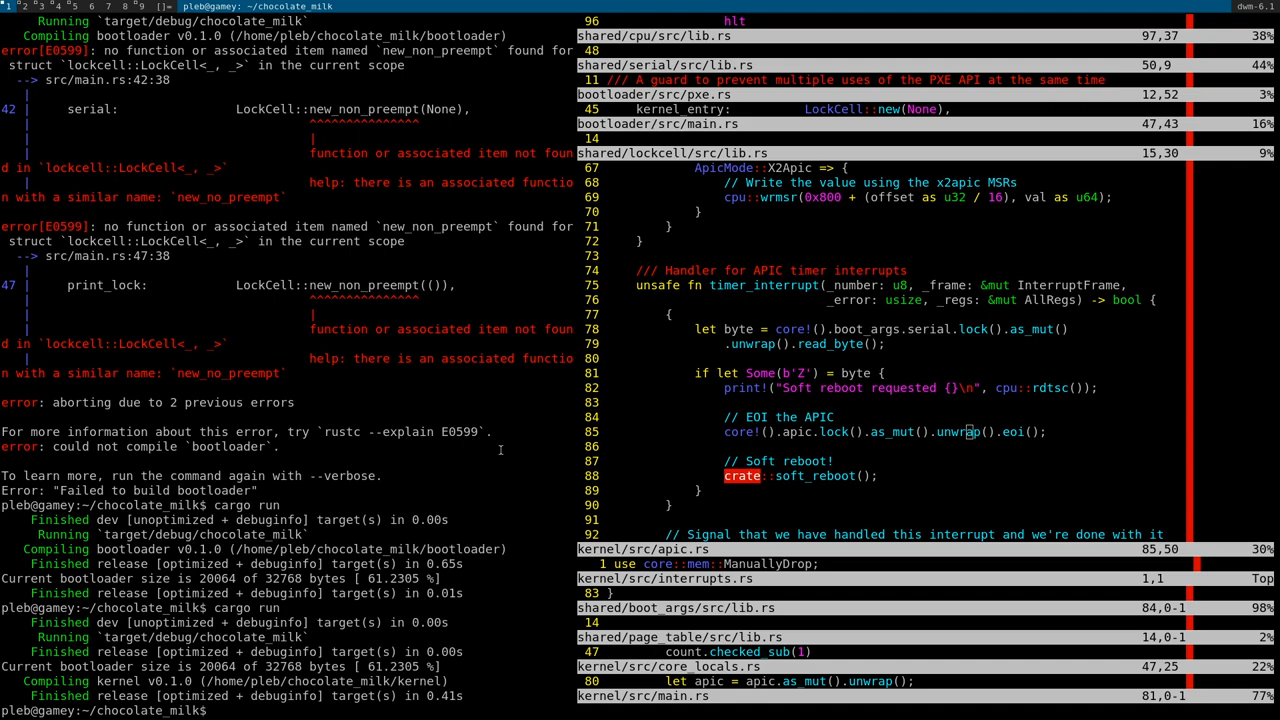 1 2 3 4 5 6 7 8 9 []= pleb@gamey:~/chocolate_milk dwm-6.1
Running `target/debug/chocolate_milk`
Compiling bootloader v0.1.0 (/home/pleb/chocolate_milk/bootloader)
error[E0599]: no function or associated item named `new_non_preempt` found for
struct `lockcell::LockCell<_, _>` in the current scope
--> src/main.rs:42:38
|
42 |     serial:                 LockCell::new_non_preempt(None),
|                                       ^^^^^^^^^^^^^^^
|                                       |
|                                       function or associated item not foun
d in `lockcell::LockCell<_, _>`
|                                       help: there is an associated functio
n with a similar name: `new_no_preempt`
error[E0599]: no function or associated item named `new_non_preempt` found for
struct `lockcell::LockCell<_, _>` in the current scope
--> src/main.rs:47:38
|
47 |     print_lock:             LockCell::new_non_preempt(()),
|                                       ^^^^^^^^^^^^^^^
|                                       |
|                                       function or associated item not foun
d in `lockcell::LockCell<_, _>`
|                                       help: there is an associated functio
n with a similar name: `new_no_preempt`
error: aborting due to 2 previous errors
For more information about this error, try `rustc --explain E0599`.
error: could not compile `bootloader`.
To learn more, run the command again with --verbose.
Error: "Failed to build bootloader"
pleb@gamey:~/chocolate_milk$ cargo run
Finished dev [unoptimized + debuginfo] target(s) in 0.00s
Running `target/debug/chocolate_milk`
Compiling bootloader v0.1.0 (/home/pleb/chocolate_milk/bootloader)
Finished release [optimized + debuginfo] target(s) in 0.65s
Current bootloader size is 20064 of 32768 bytes [ 61.2305 %]
Finished release [optimized + debuginfo] target(s) in 0.01s
pleb@gamey:~/chocolate_milk$ cargo run
Finished dev [unoptimized + debuginfo] target(s) in 0.00s
Running `target/debug/chocolate_milk`
Finished release [optimized + debuginfo] target(s) in 0.00s
Current bootloader size is 20064 of 32768 bytes [ 61.2305 %]
Compiling kernel v0.1.0 (/home/pleb/chocolate_milk/kernel)
Finished release [optimized + debuginfo] target(s) in 0.41s
pleb@gamey:~/chocolate_milk$
96                 hlt
shared/cpu/src/lib.rs 97,37 38%
48
shared/serial/src/lib.rs 50,9 44%
11 /// A guard to prevent multiple uses of the PXE API at the same time
bootloader/src/pxe.rs 12,52 3%
45     kernel_entry:          LockCell::new(None),
bootloader/src/main.rs 47,43 16%
14
shared/lockcell/src/lib.rs 15,30 9%
67             ApicMode::X2Apic => {
68                 // Write the value using the x2apic MSRs
69                 cpu::wrmsr(0x800 + (offset as u32 / 16), val as u64);
70             }
71         }
72     }
73
74     /// Handler for APIC timer interrupts
75     unsafe fn timer_interrupt(_number: u8, _frame: &mut InterruptFrame,
76                               _error: usize, _regs: &mut AllRegs) -> bool {
77         {
78             let byte = core!().boot_args.serial.lock().as_mut()
79                 .unwrap().read_byte();
80
81             if let Some(b'Z') = byte {
82                 print!("Soft reboot requested {}\n", cpu::rdtsc());
83
84                 // EOI the APIC
85                 core!().apic.lock().as_mut().unwrap().eoi();
86
87                 // Soft reboot!
88                 crate::soft_reboot();
89             }
90         }
91
92         // Signal that we have handled this interrupt and we're done with it
kernel/src/apic.rs 85,50 30%
1 use core::mem::ManuallyDrop;
kernel/src/interrupts.rs 1,1 Top
83 }
shared/boot_args/src/lib.rs 84,0-1 98%
14
shared/page_table/src/lib.rs 14,0-1 2%
47         count.checked_sub(1)
kernel/src/core_locals.rs 47,25 22%
80         let apic = apic.as_mut().unwrap();
kernel/src/main.rs 81,0-1 77%